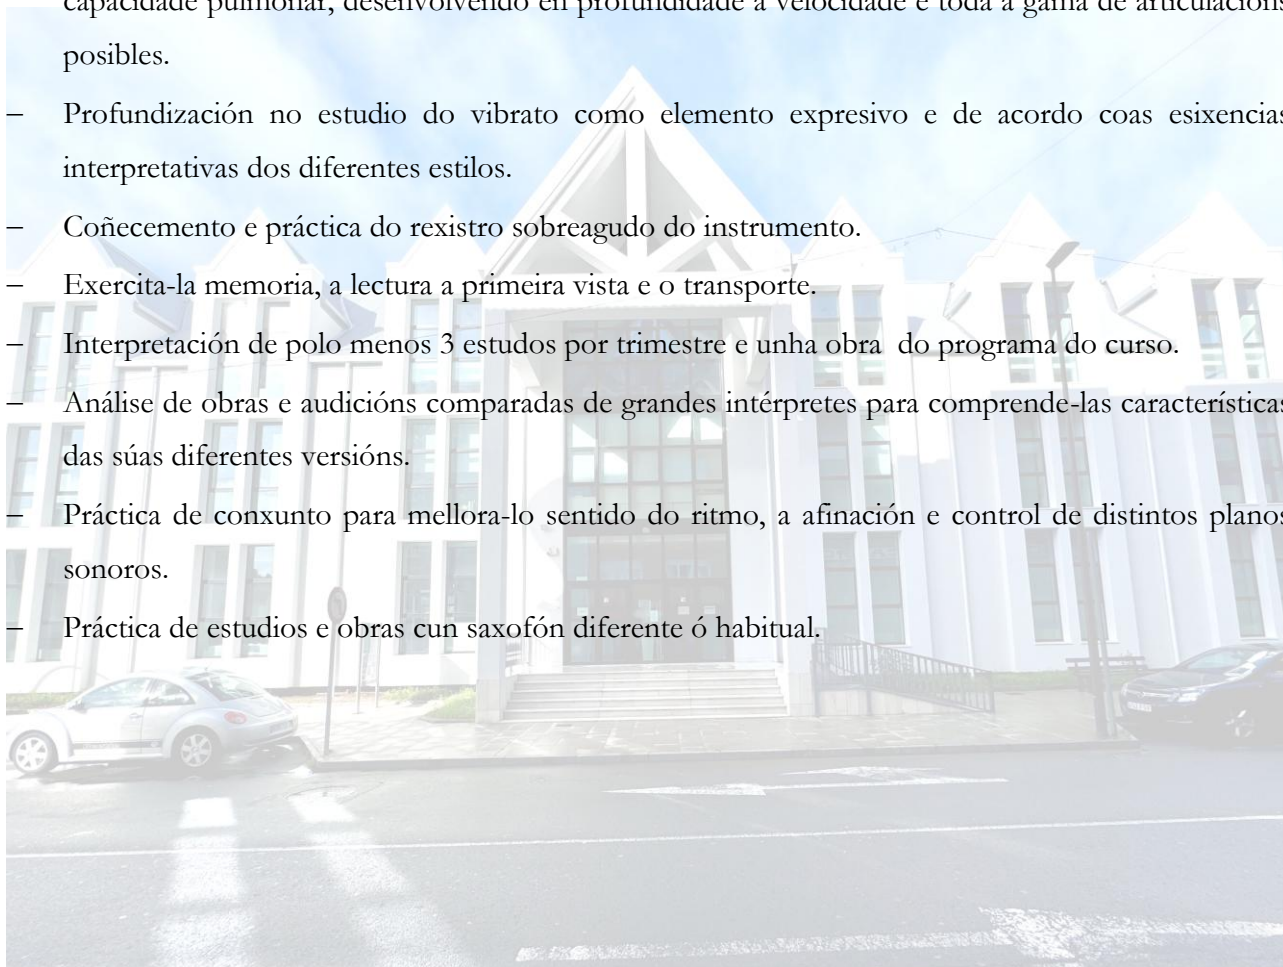 capacidade pulmonar, desenvolvendo en profundidade a velocidade e toda a gama de articulacións
posibles.
– Profundización no estudio do vibrato como elemento expresivo e de acordo coas esixencias
interpretativas dos diferentes estilos.
– Coñecemento e práctica do rexistro sobreagudo do instrumento.
– Exercita-la memoria, a lectura a primeira vista e o transporte.
– Interpretación de polo menos 3 estudos por trimestre e unha obra do programa do curso.
– Análise de obras e audicións comparadas de grandes intérpretes para comprende-las características
das súas diferentes versións.
– Práctica de conxunto para mellora-lo sentido do ritmo, a afinación e control de distintos planos
sonoros.
– Práctica de estudios e obras cun saxofón diferente ó habitual.